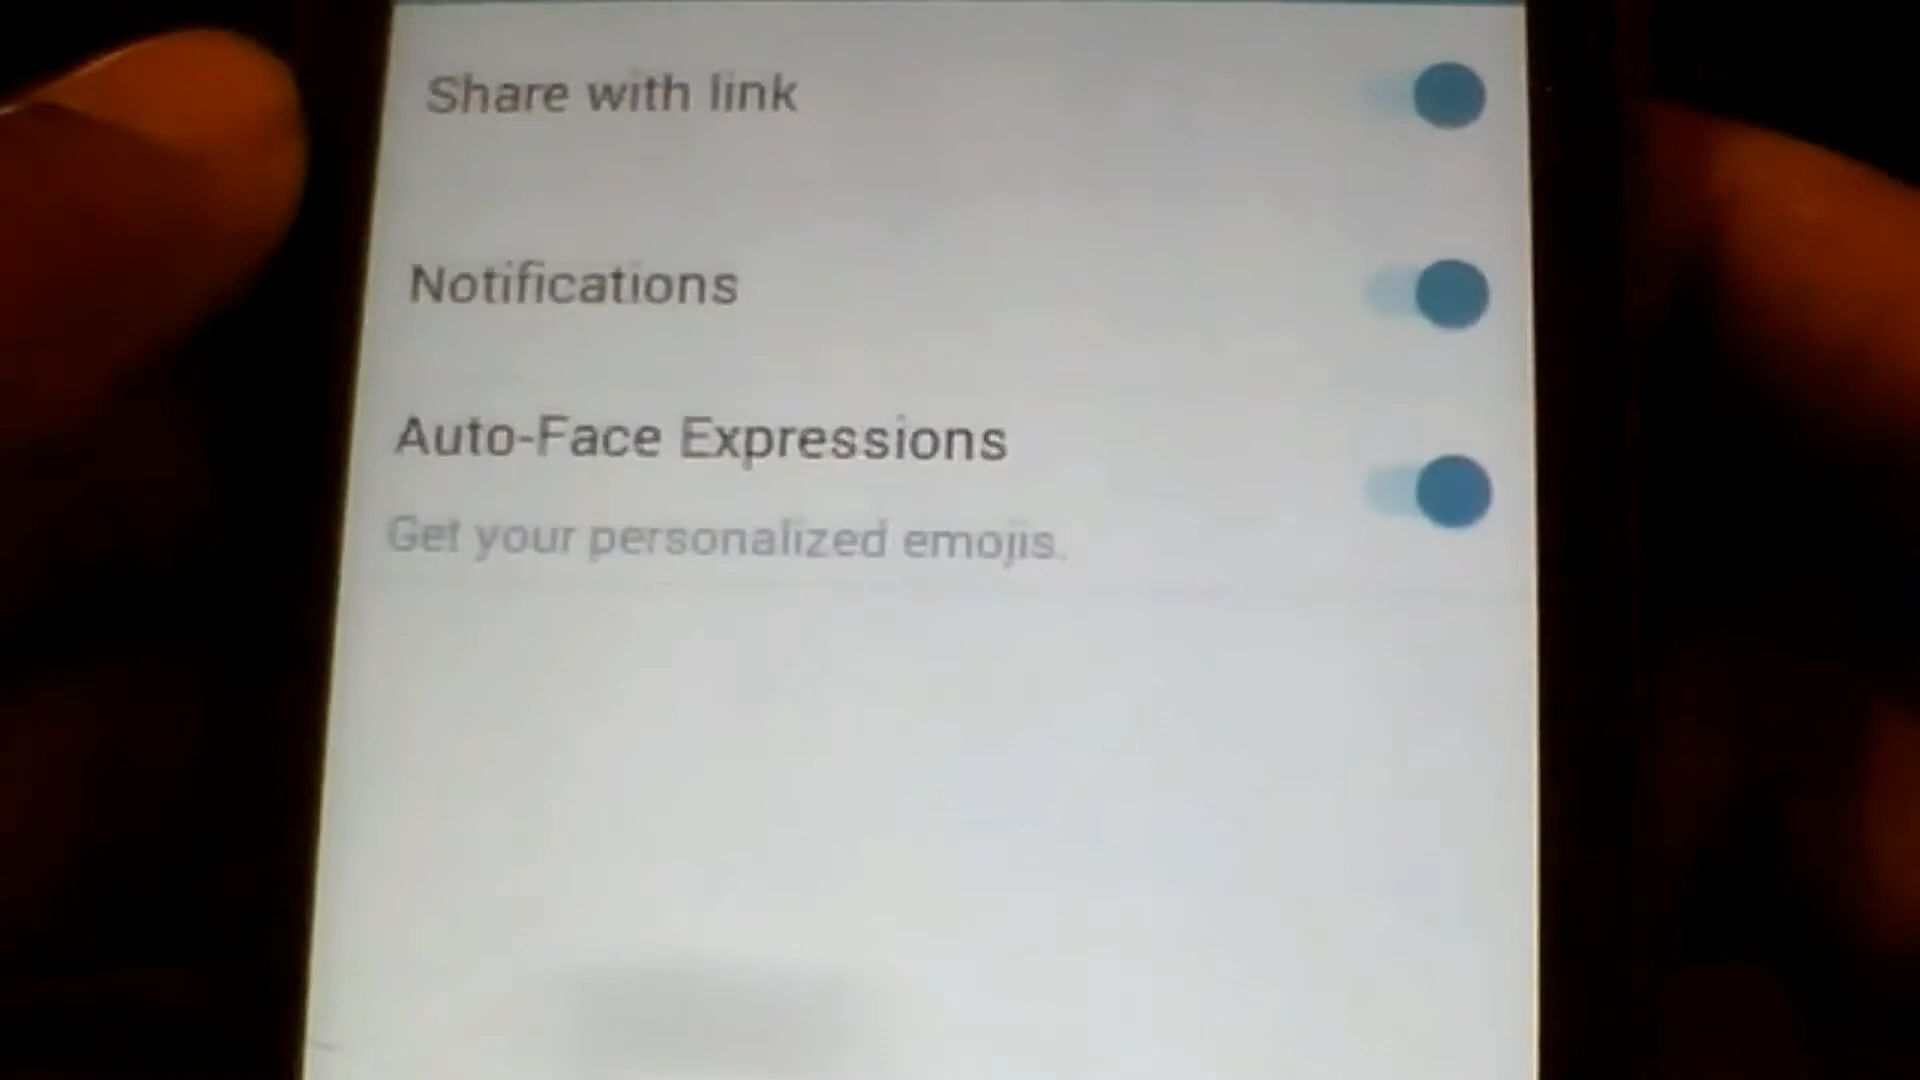 Share with link
Notifications
Auto-Face Expressions
Get your personalized emojis.